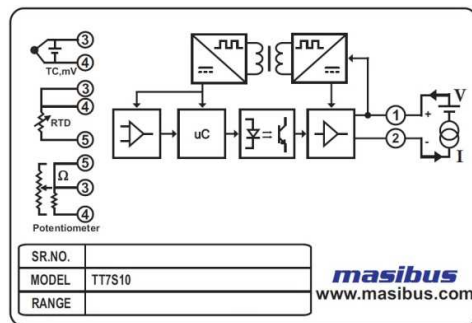 3
4
TC,mV
3
4
RTD
5
5
Ω
3
4
Potentiometer
uC
1
+
V
2
-
I
SR.NO.
MODEL TT7S10
RANGE
masibus
www.masibus.com